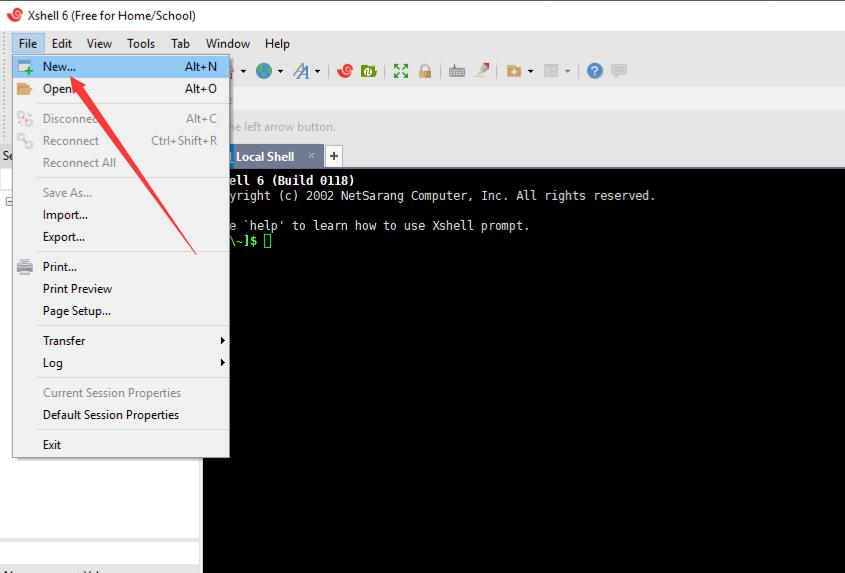 Xshell 6 (Free for Home/School)
File Edit View Tools Tab Window Help
New... Alt+N
Open Alt+O
Disconnec Alt+C
Reconnect Ctrl+Shift+R
Reconnect All
Save As...
Import...
Export...
Print...
Print Preview
Page Setup...
Transfer
Log
Current Session Properties
Default Session Properties
Exit
he left arrow button.
Local Shell × +
ell 6 (Build 0118)
yright (c) 2002 NetSarang Computer, Inc. All rights reserved.
e `help' to learn how to use Xshell prompt.
\~]$